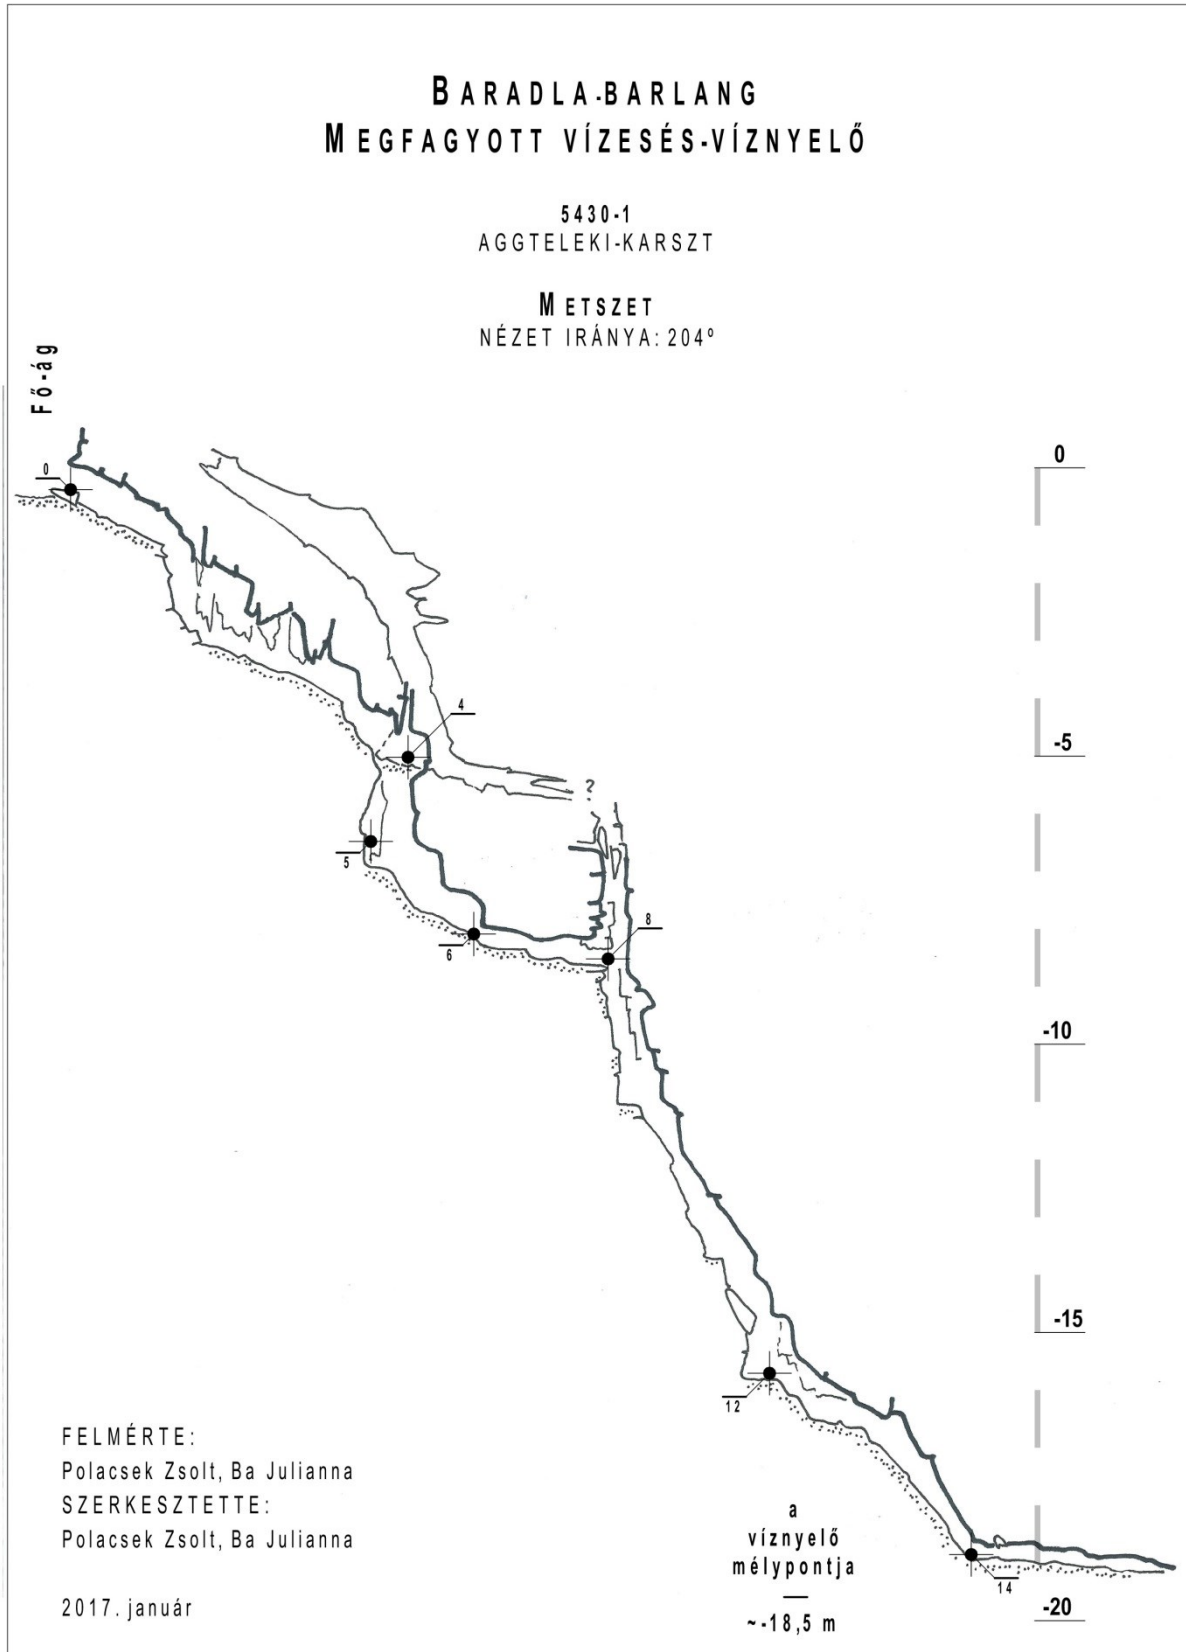 BARADLA-BARLANG
MEGFAGYOTT VÍZESÉS-VÍZNYELŐ
5430-1
AGGTELEKI-KARSZT
METSZET
NÉZET IRÁNYA: 204º
Fő-ág
0
0
4
-5
?
5
8
6
-10
-15
12
FELMÉRTE:
Polacsek Zsolt, Ba Julianna
SZERKESZTETTE:
Polacsek Zsolt, Ba Julianna
2017. január
a
víznyelő
mélypontja
—
~-18,5 m
14
-20